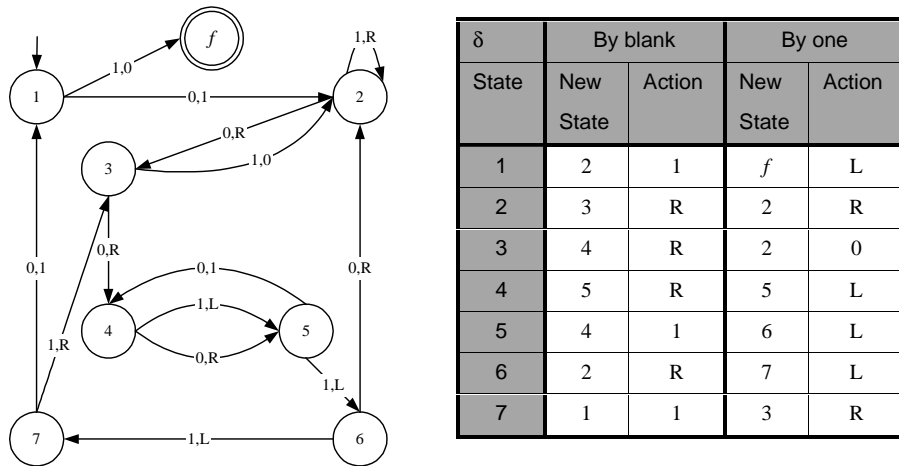 f
1,R
1,0
1
0,1
2
0,R
3
1,0
0,R
0,1
0,R
0,1
4
1,L
5
0,R
1,R
1,L
7
1,L
6
δ By blank By one
State New State Action New State Action
1 2 1 f L
2 3 R 2 R
3 4 R 2 0
4 5 R 5 L
5 4 1 6 L
6 2 R 7 L
7 1 1 3 R